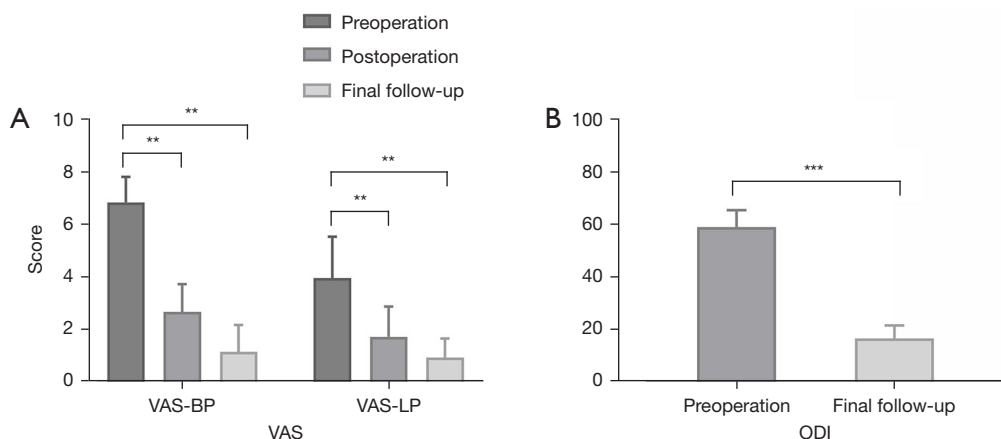 Preoperation
Postoperation
Final follow-up
A
10
8
6
4
2
0
Score
**
**
**
**
VAS-BP
VAS-LP
VAS
B
100
80
60
40
20
0
***
Preoperation
Final follow-up
ODI